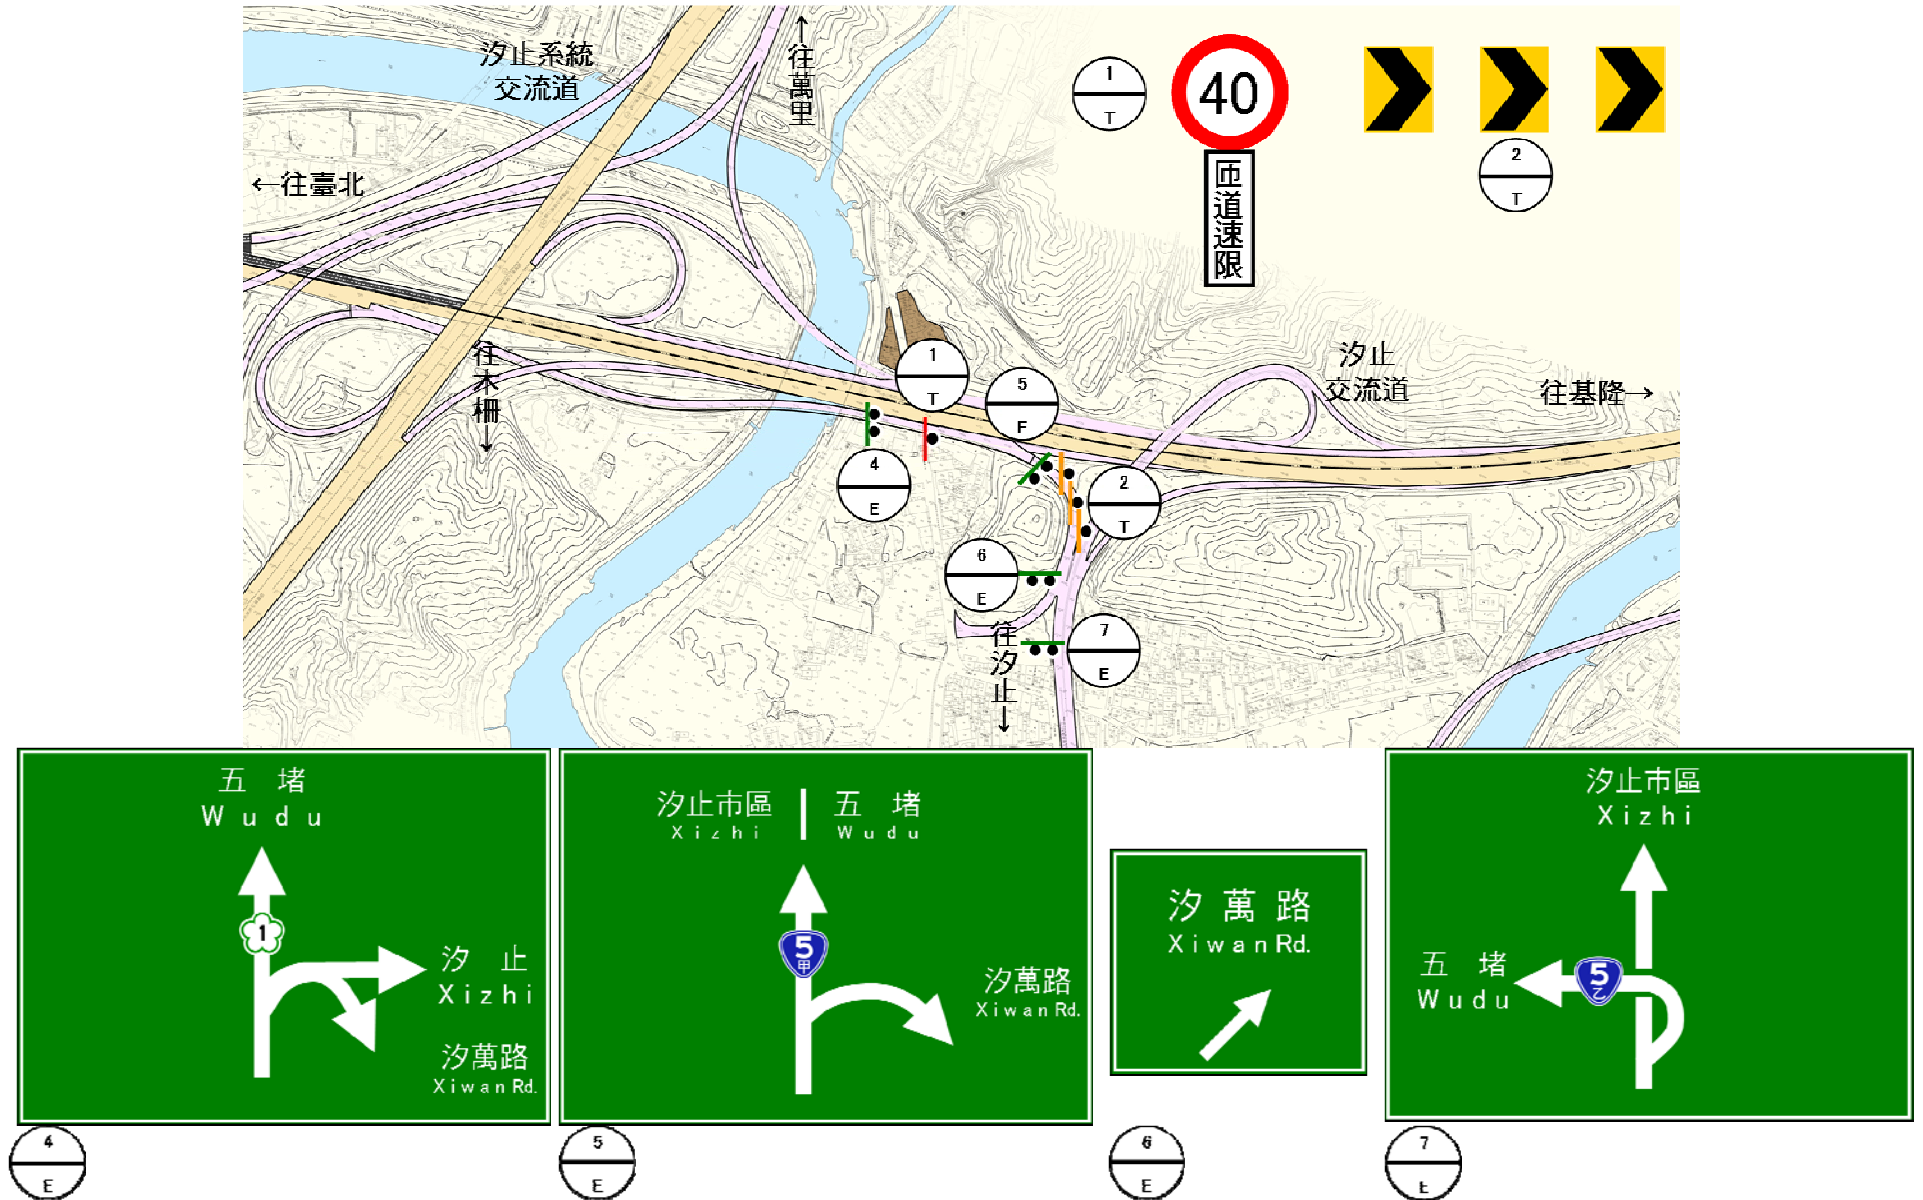 汐止系統
交流道
↑往萬里
←往臺北
1
T
40
匝道速限
2
T
往木柵↓
1
T
5
F
4
E
2
T
汐止
交流道
往基隆→
6
E
7
E
往汐止↓
五 堵
Wudu
1
汐 止
Xizhi
汐萬路
Xiwan Rd.
4
E
汐止市區
Xizhi
五 堵
Wudu
5
甲
汐萬路
Xiwan Rd.
5
E
汐萬路
Xiwan Rd.
6
E
汐止市區
Xizhi
五 堵
Wudu
5
乙
7
E